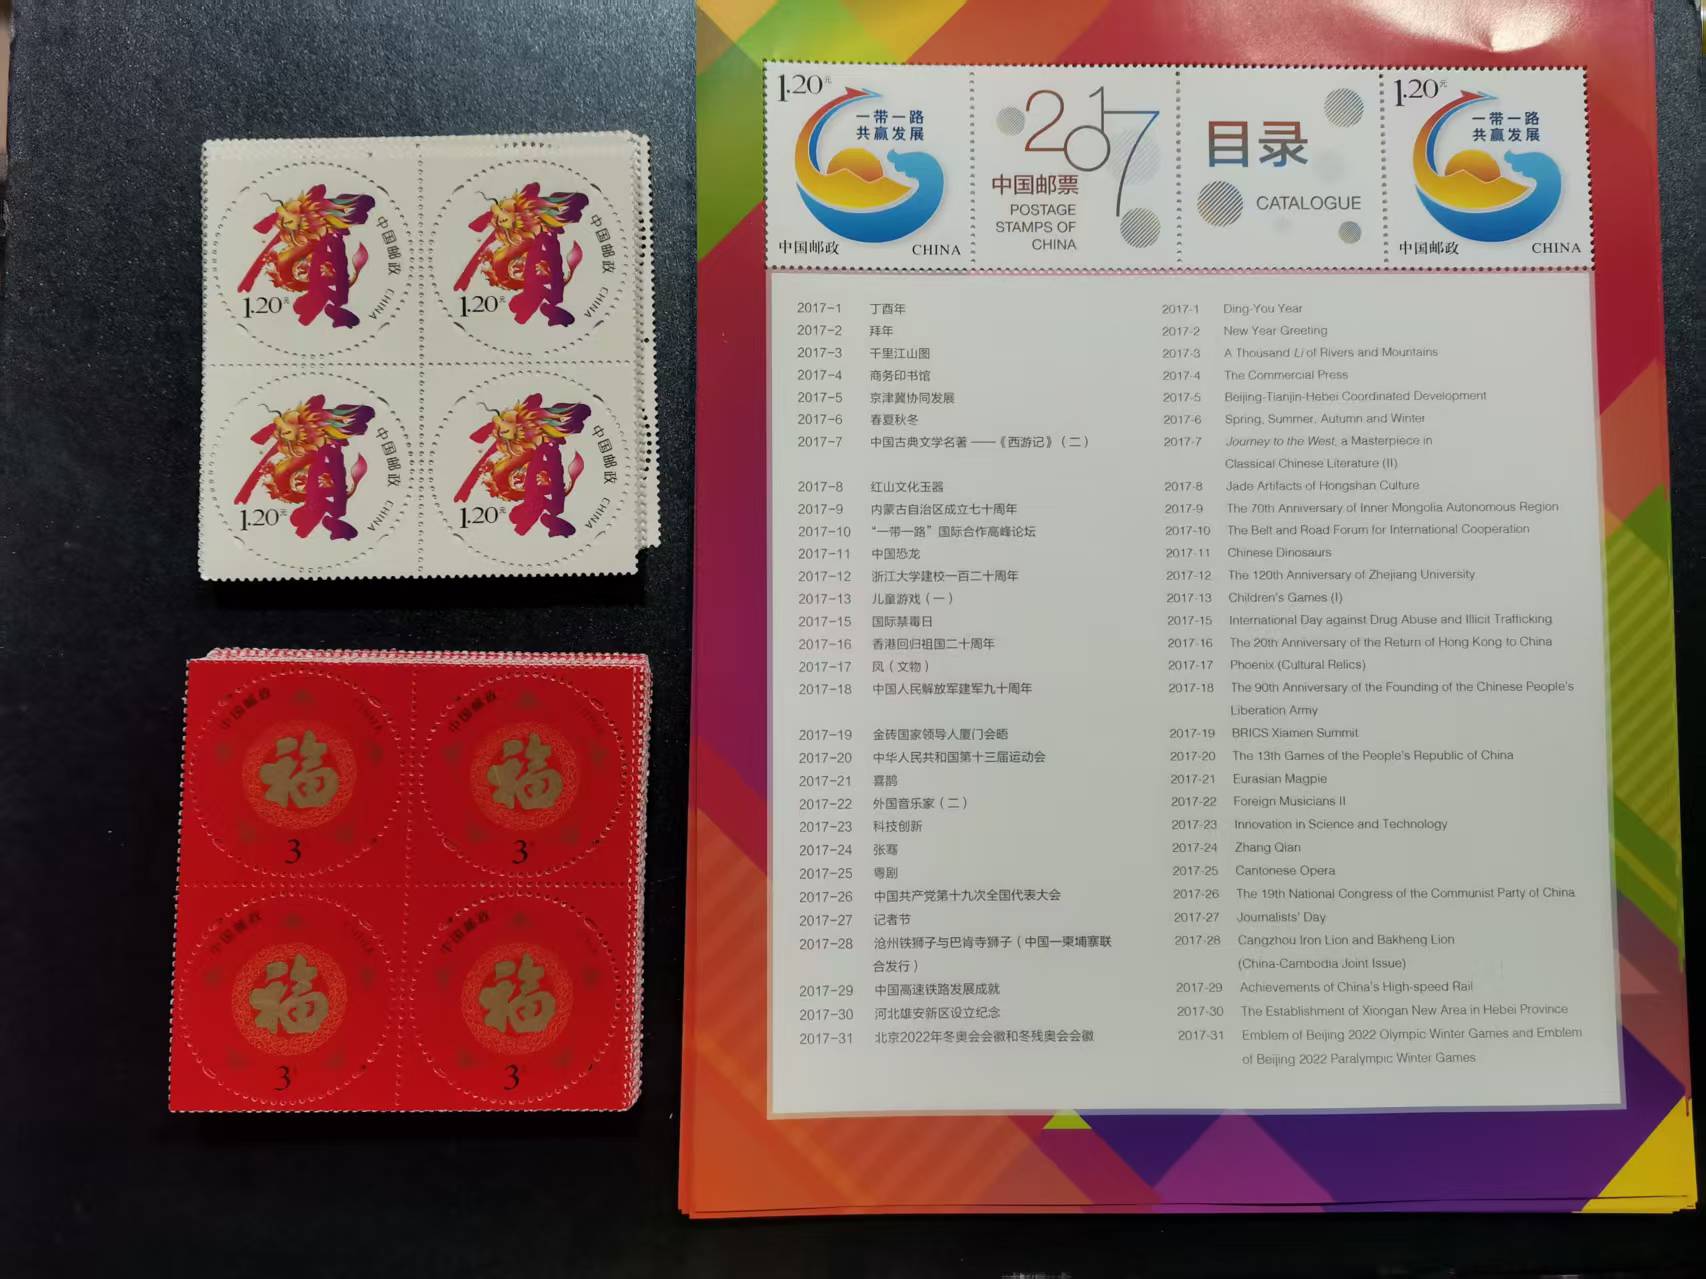 中国邮政 CHINA
1.20元
中国邮政 CHINA
1.20元
中国邮政 CHINA
1.20元
中国邮政 CHINA
1.20元
中国邮政
CHINA
福
3
中国邮政
CHINA
福
3
中国邮政
CHINA
福
3
中国邮政
福
3
1.20元
一带一路
共赢发展
中国邮政 CHINA
2017
中国邮票
POSTAGE
STAMPS OF
CHINA
目录
CATALOGUE
1.20元
一带一路
共赢发展
中国邮政 CHINA
2017-1 丁酉年
2017-2 拜年
2017-3 千里江山图
2017-4 商务印书馆
2017-5 京津冀协同发展
2017-6 春夏秋冬
2017-7 中国古典文学名著——《西游记》（二）
2017-8 红山文化玉器
2017-9 内蒙古自治区成立七十周年
2017-10 “一带一路”国际合作高峰论坛
2017-11 中国恐龙
2017-12 浙江大学建校一百二十周年
2017-13 儿童游戏（一）
2017-15 国际禁毒日
2017-16 香港回归祖国二十周年
2017-17 凤（文物）
2017-18 中国人民解放军建军九十周年
2017-19 金砖国家领导人厦门会晤
2017-20 中华人民共和国第十三届运动会
2017-21 喜鹊
2017-22 外国音乐家（二）
2017-23 科技创新
2017-24 张骞
2017-25 粤剧
2017-26 中国共产党第十九次全国代表大会
2017-27 记者节
2017-28 沧州铁狮子与巴肯寺狮子（中国—柬埔寨联
合发行）
2017-29 中国高速铁路发展成就
2017-30 河北雄安新区设立纪念
2017-31 北京2022年冬奥会会徽和冬残奥会会徽
2017-1 Ding-You Year
2017-2 New Year Greeting
2017-3 A Thousand Li of Rivers and Mountains
2017-4 The Commercial Press
2017-5 Beijing-Tianjin-Hebei Coordinated Development
2017-6 Spring, Summer, Autumn and Winter
2017-7 Journey to the West, a Masterpiece in
Classical Chinese Literature (II)
2017-8 Jade Artifacts of Hongshan Culture
2017-9 The 70th Anniversary of Inner Mongolia Autonomous Region
2017-10 The Belt and Road Forum for International Cooperation
2017-11 Chinese Dinosaurs
2017-12 The 120th Anniversary of Zhejiang University
2017-13 Children's Games (I)
2017-15 International Day against Drug Abuse and Illicit Trafficking
2017-16 The 20th Anniversary of the Return of Hong Kong to China
2017-17 Phoenix (Cultural Relics)
2017-18 The 90th Anniversary of the Founding of the Chinese People's
Liberation Army
2017-19 BRICS Xiamen Summit
2017-20 The 13th Games of the People's Republic of China
2017-21 Eurasian Magpie
2017-22 Foreign Musicians II
2017-23 Innovation in Science and Technology
2017-24 Zhang Qian
2017-25 Cantonese Opera
2017-26 The 19th National Congress of the Communist Party of China
2017-27 Journalists' Day
2017-28 Cangzhou Iron Lion and Bakheng Lion
(China-Cambodia Joint Issue)
2017-29 Achievements of China's High-speed Rail
2017-30 The Establishment of Xiongan New Area in Hebei Province
2017-31 Emblem of Beijing 2022 Olympic Winter Games and Emblem
of Beijing 2022 Paralympic Winter Games